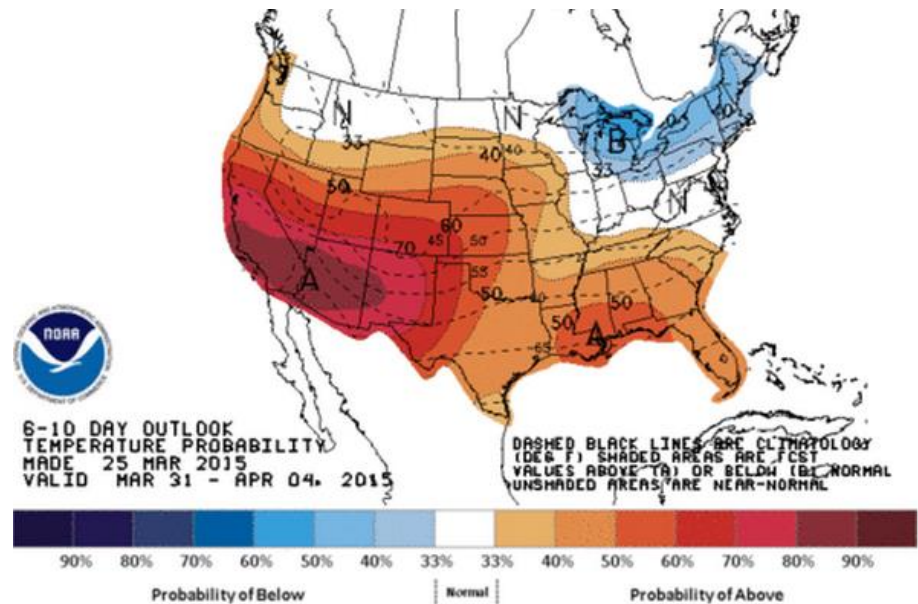 N
N
33
40
40
B
33
50
N
60
45
50
70
55
A
50
50
50
A
65
NOAA
6-10 DAY OUTLOOK
TEMPERATURE PROBABILITY
MADE 25 MAR 2015
VALID MAR 31 - APR 04, 2015
DASHED BLACK LINES ARE CLIMATOLOGY
(DEG F) SHADED AREAS ARE FCST
VALUES ABOVE (A) OR BELOW (B) NORMAL
UNSHADED AREAS ARE NEAR-NORMAL
90% 80% 70% 60% 50% 40% 33% 33% 40% 50% 60% 70% 80% 90%
Probability of Below Normal Probability of Above